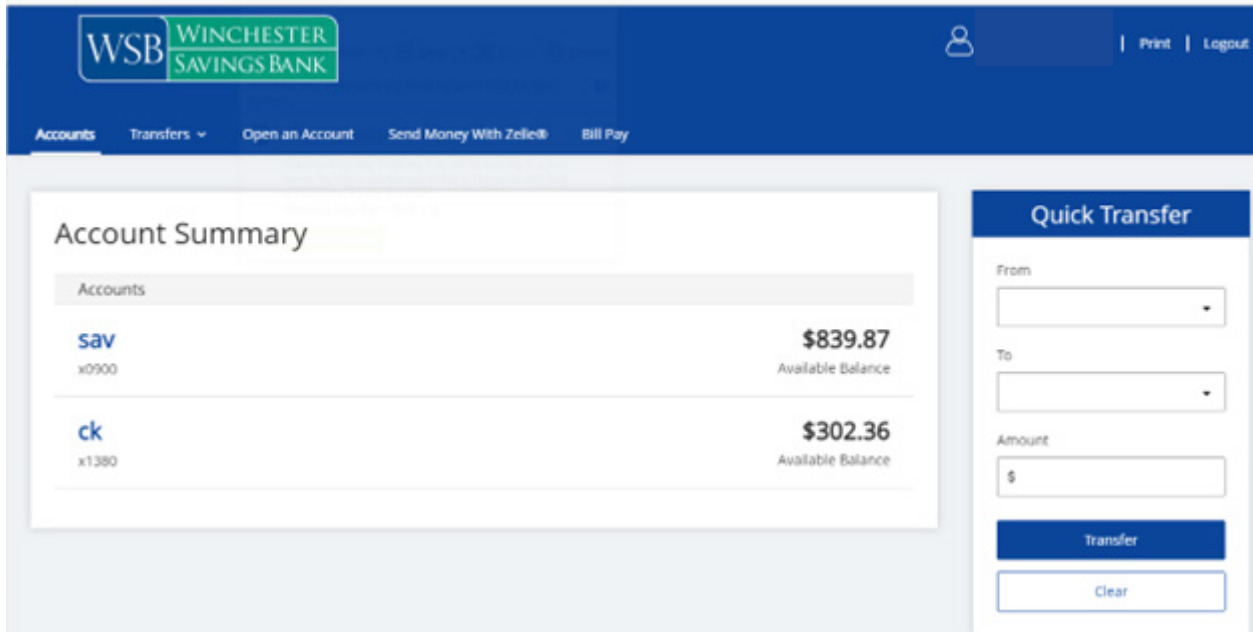 WSB WINCHESTER
SAVINGS BANK
| Print | Logout
Accounts Transfers Open an Account Send Money With Zelle® Bill Pay
Account Summary
Accounts
sav
$839.87
x0900
Available Balance
ck
$302.36
x1380
Available Balance
Quick Transfer
From
To
Amount
$
Transfer
Clear